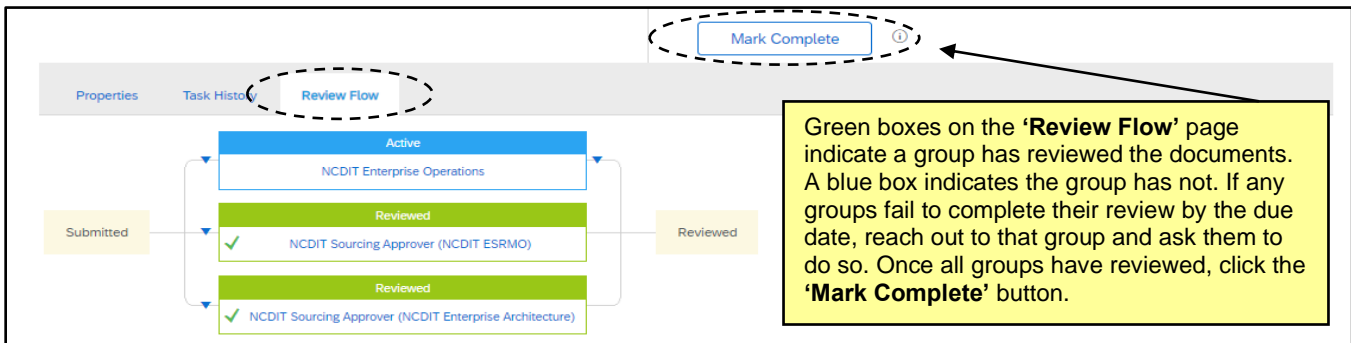 Mark Complete
Properties Task History Review Flow
Active
NCDIT Enterprise Operations
Reviewed
NCDIT Sourcing Approver (NCDIT ESRMO)
Reviewed
NCDIT Sourcing Approver (NCDIT Enterprise Architecture)
Submitted
Reviewed
Green boxes on the ‘Review Flow’ page
indicate a group has reviewed the documents.
A blue box indicates the group has not. If any
groups fail to complete their review by the due
date, reach out to that group and ask them to
do so. Once all groups have reviewed, click the
‘Mark Complete’ button.